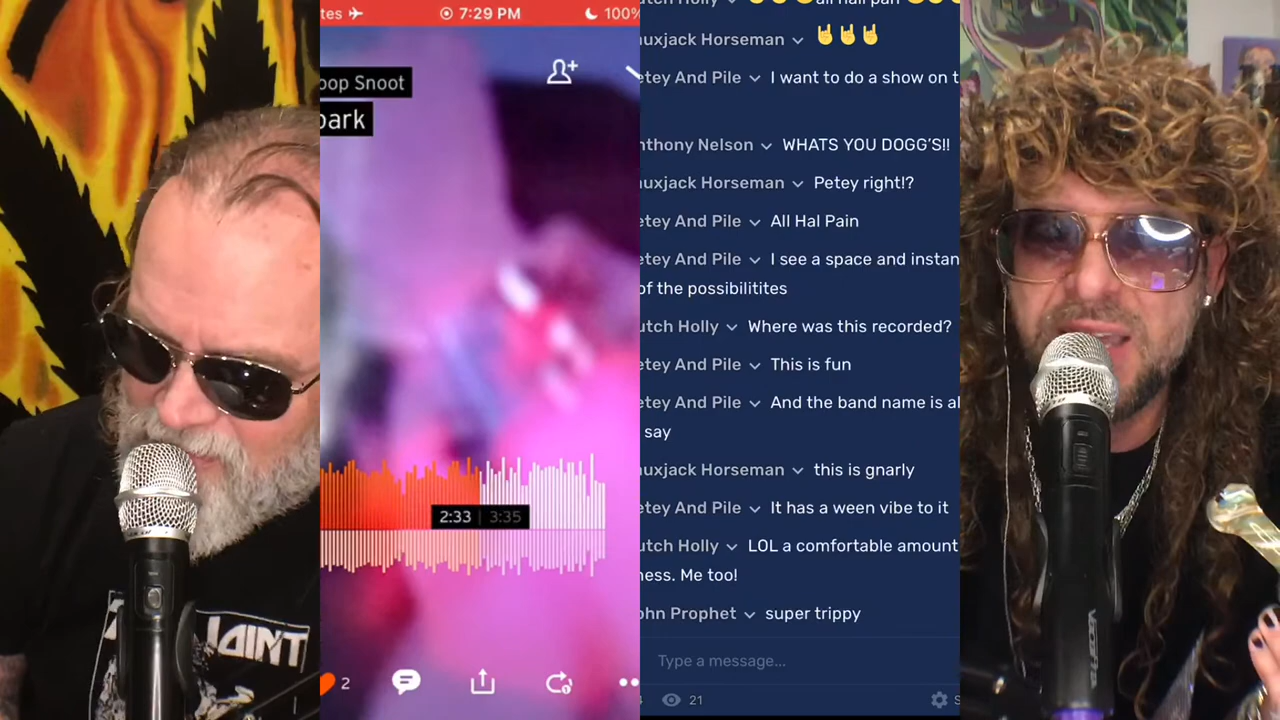 tes
7:29 PM
100%
oop Snoot
park
2:33 | 3:35
2
all hail pan
uxjack Horseman
etey And Pile I want to do a show on t
nthony Nelson WHATS YOU DOGG'S!!
uxjack Horseman Petey right!?
etey And Pile All Hal Pain
etey And Pile I see a space and instan
of the possibilitites
utch Holly Where was this recorded?
etey And Pile This is fun
etey And Pile And the band name is al
say
uxjack Horseman this is gnarly
etey And Pile It has a ween vibe to it
utch Holly LOL a comfortable amount
ness. Me too!
ohn Prophet super trippy
Type a message...
21
JOINT